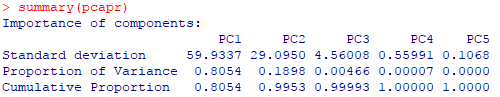 > summary(pcapr)
Importance of components:
PC1 PC2 PC3 PC4 PC5
Standard deviation 59.9337 29.0950 4.56008 0.55991 0.1068
Proportion of Variance 0.8054 0.1898 0.00466 0.00007 0.0000
Cumulative Proportion 0.8054 0.9953 0.99993 1.00000 1.0000